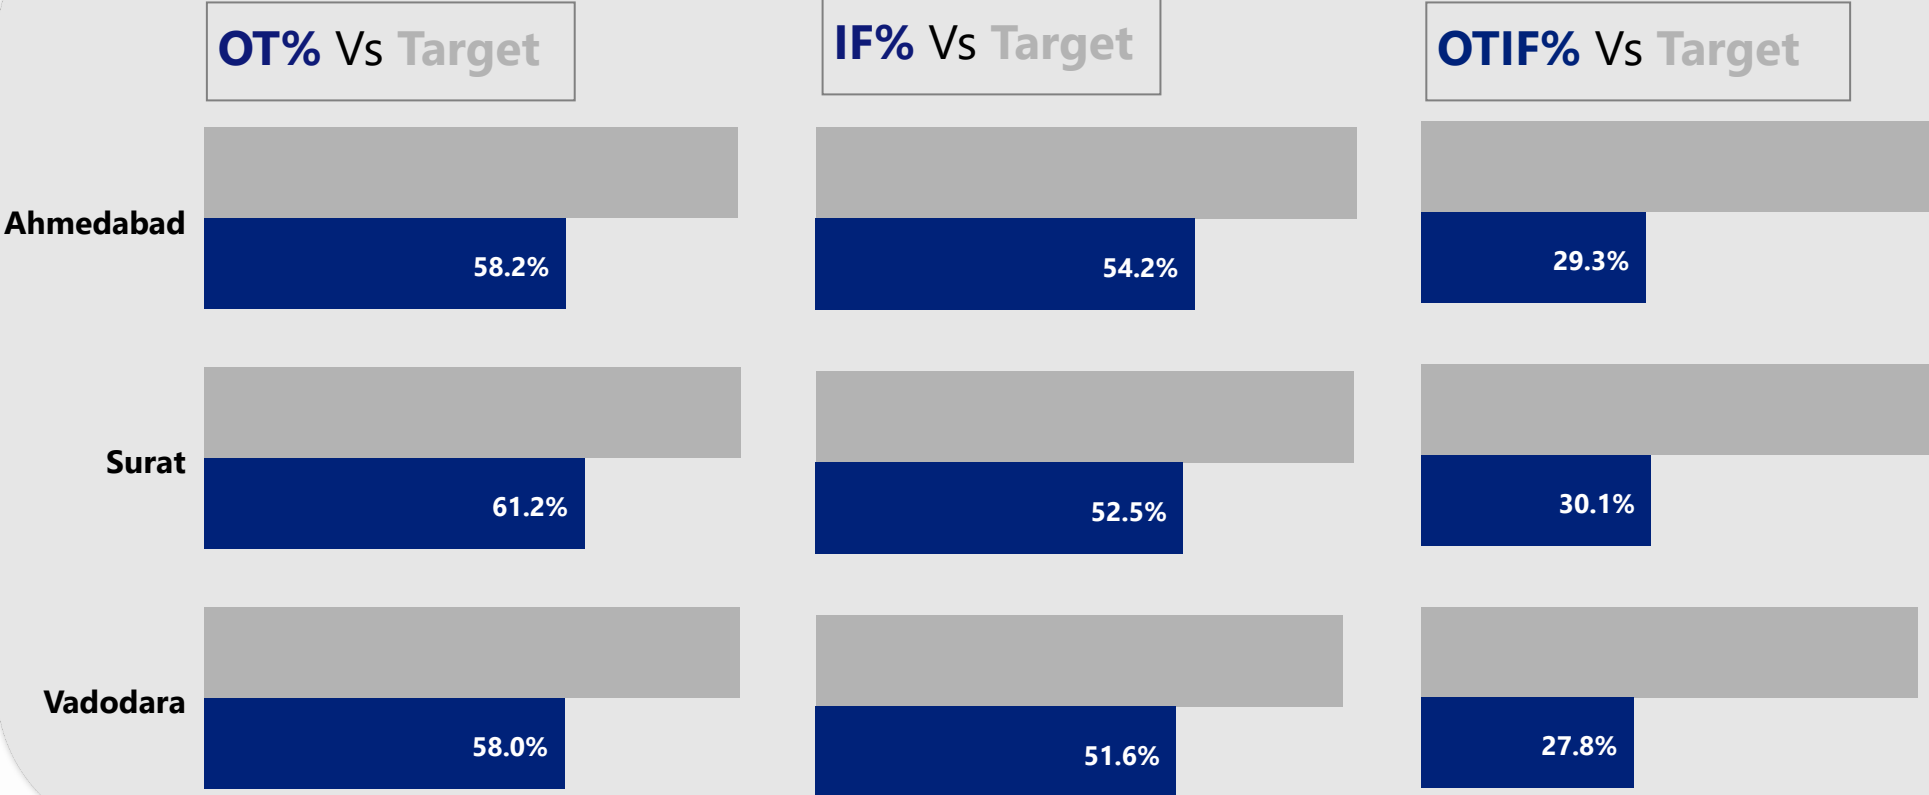 OT% Vs Target
IF% Vs Target
OTIF% Vs Target
Ahmedabad
58.2%
54.2%
29.3%
Surat
61.2%
52.5%
30.1%
Vadodara
58.0%
51.6%
27.8%